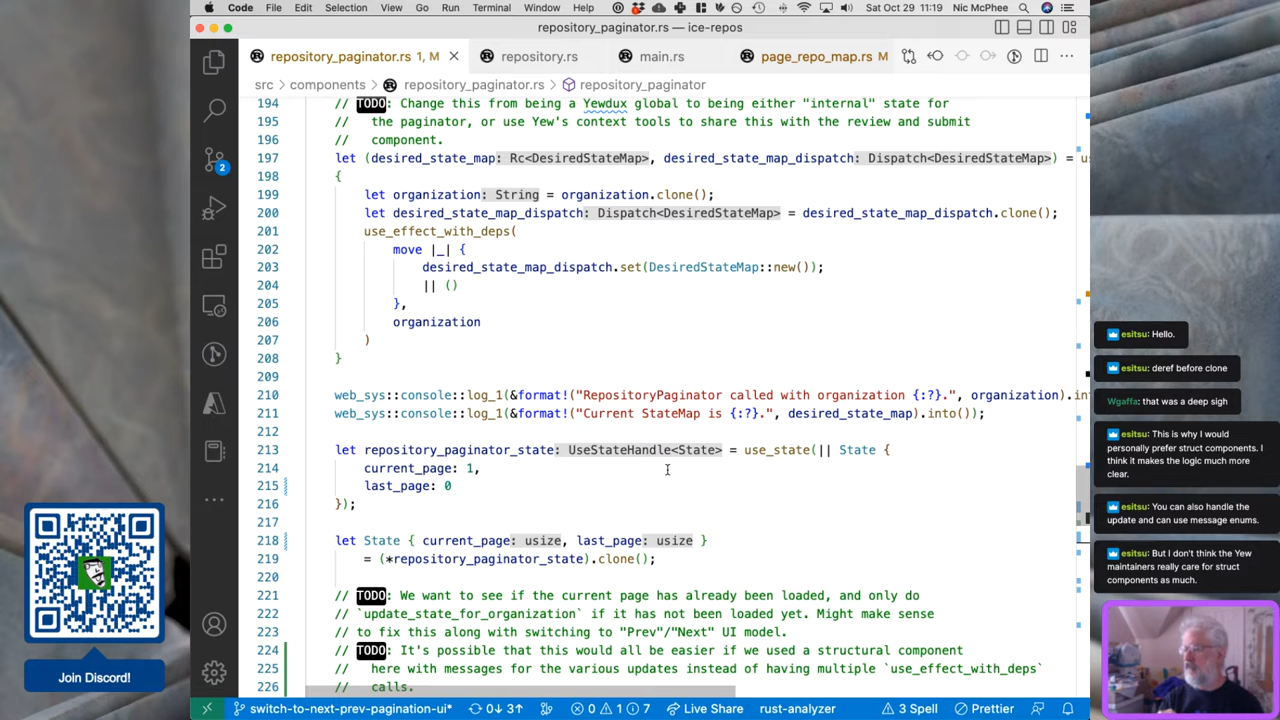 Code File Edit Selection View Go Run Terminal Window Help Sat Oct 29 11:19 Nic McPhee
repository_paginator.rs — ice-repos
repository_paginator.rs 1, M repository.rs main.rs page_repo_map.rs M
src > components > repository_paginator.rs > repository_paginator
194 // TODO: Change this from being a Yewdux global to being either "internal" state for
195 // the paginator, or use Yew's context tools to share this with the review and submit
196 // component.
197 let (desired_state_map: Rc<DesiredStateMap>, desired_state_map_dispatch: Dispatch<DesiredStateMap>) = us
198 {
199 let organization: String = organization.clone();
200 let desired_state_map_dispatch: Dispatch<DesiredStateMap> = desired_state_map_dispatch.clone();
201 use_effect_with_deps(
202 move |_| {
203 desired_state_map_dispatch.set(DesiredStateMap::new());
204 || ()
205 },
206 organization
207 )
208 }
209
210 web_sys::console::log_1(&format!("RepositoryPaginator called with organization {:?}.", organization).int
211 web_sys::console::log_1(&format!("Current StateMap is {:?}.", desired_state_map).into());
212
213 let repository_paginator_state: UseStateHandle<State> = use_state(|| State {
214 current_page: 1,
215 last_page: 0
216 });
217
218 let State { current_page: usize, last_page: usize }
219 = (*repository_paginator_state).clone();
220
221 // TODO: We want to see if the current page has already been loaded, and only do
222 // `update_state_for_organization` if it has not been loaded yet. Might make sense
223 // to fix this along with switching to "Prev"/"Next" UI model.
224 // TODO: It's possible that this would all be easier if we used a structural component
225 // here with messages for the various updates instead of having multiple `use_effect_with_deps`
226 // calls.
2
switch-to-next-prev-pagination-ui* 0↓ 3↑ 0 1 7 Live Share rust-analyzer 3 Spell Prettier
Join Discord!
esitsu: Hello.
esitsu: deref before clone
Wgaffa: that was a deep sigh
esitsu: This is why I would
personally prefer struct components. I
think it makes the logic much more
clear.
esitsu: You can also handle the
update and can use message enums.
esitsu: But I don't think the Yew
maintainers really care for struct
components as much.